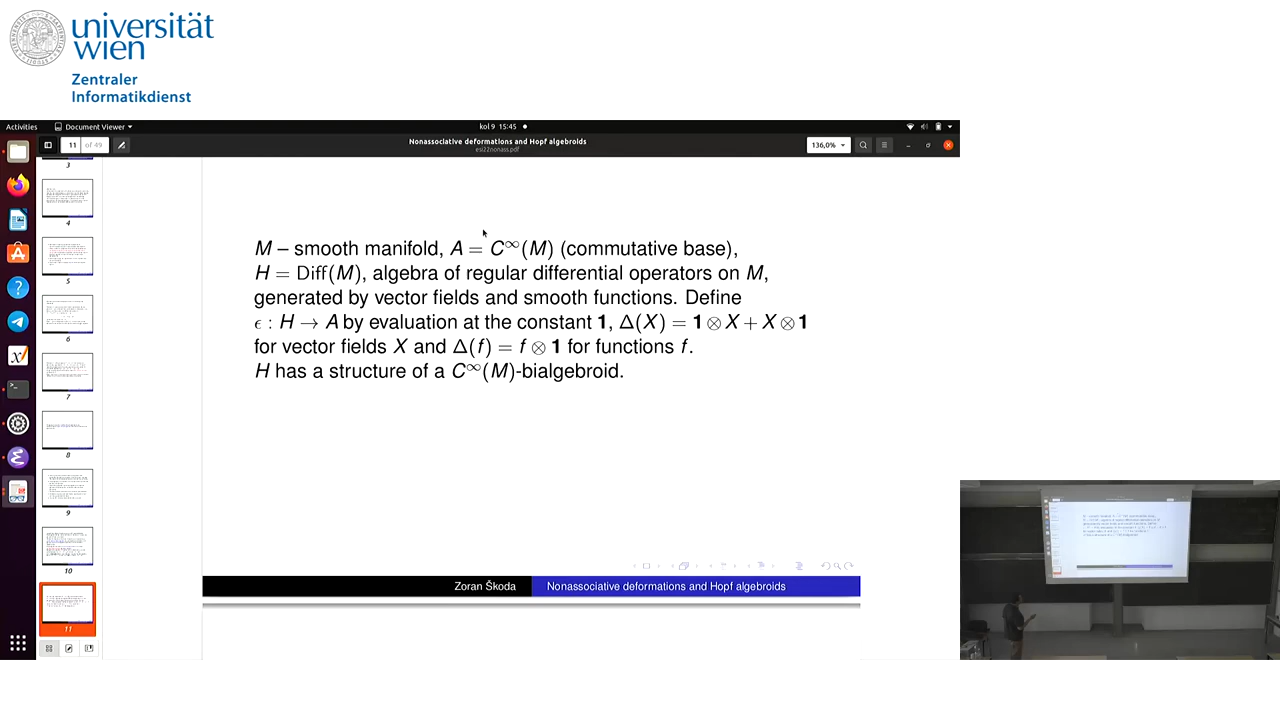 universität
wien
Zentraler
Informatikdienst
Activities Document Viewer kol 9 15:45
11 of 49 Nonassociative deformations and Hopf algebroids 136,0%
esi22nonass.pdf
3
4
5
6
7
8
9
10
11
M – smooth manifold, A = C^∞(M) (commutative base),
H = Diff(M), algebra of regular differential operators on M,
generated by vector fields and smooth functions. Define
ϵ : H → A by evaluation at the constant 1, Δ(X) = 1 ⊗ X + X ⊗ 1
for vector fields X and Δ(f) = f ⊗ 1 for functions f.
H has a structure of a C^∞(M)-bialgebroid.
Zoran Škoda Nonassociative deformations and Hopf algebroids